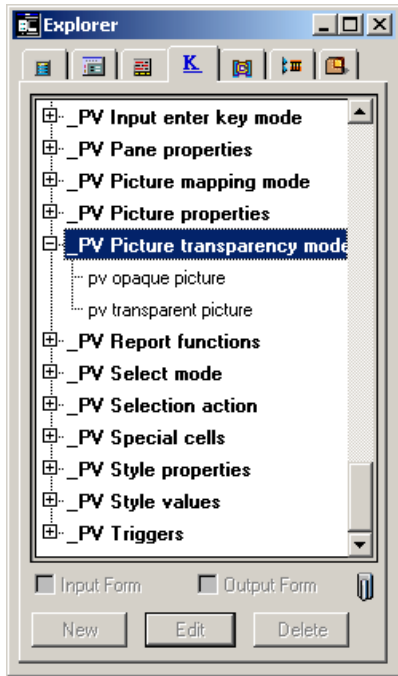 Explorer
K
_PV Input enter key mode
_PV Pane properties
_PV Picture mapping mode
_PV Picture properties
_PV Picture transparency mode
pv opaque picture
pv transparent picture
_PV Report functions
_PV Select mode
_PV Selection action
_PV Special cells
_PV Style properties
_PV Style values
_PV Triggers
Input Form Output Form
New Edit Delete